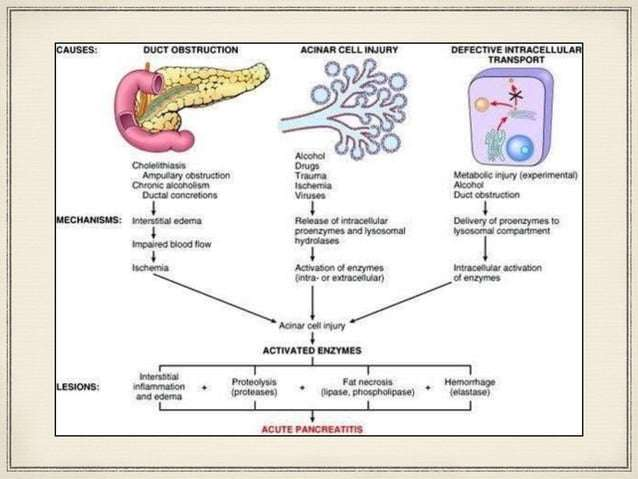 CAUSES:
DUCT OBSTRUCTION
ACINAR CELL INJURY
DEFECTIVE INTRACELLULAR
TRANSPORT
Cholelithiasis
Ampullary obstruction
Chronic alcoholism
Ductal concretions
Alcohol
Drugs
Trauma
Ischemia
Viruses
Metabolic injury (experimental)
Alcohol
Duct obstruction
MECHANISMS:
Interstitial edema
Impaired blood flow
Ischemia
Release of intracellular
proenzymes and lysosomal
hydrolases
Activation of enzymes
(intra- or extracellular)
Delivery of proenzymes to
lysosomal compartment
Intracellular activation
of enzymes
Acinar cell injury
ACTIVATED ENZYMES
LESIONS:
Interstitial
inflammation
and edema
+
Proteolysis
(proteases)
+
Fat necrosis
(lipase, phospholipase)
+
Hemorrhage
(elastase)
ACUTE PANCREATITIS